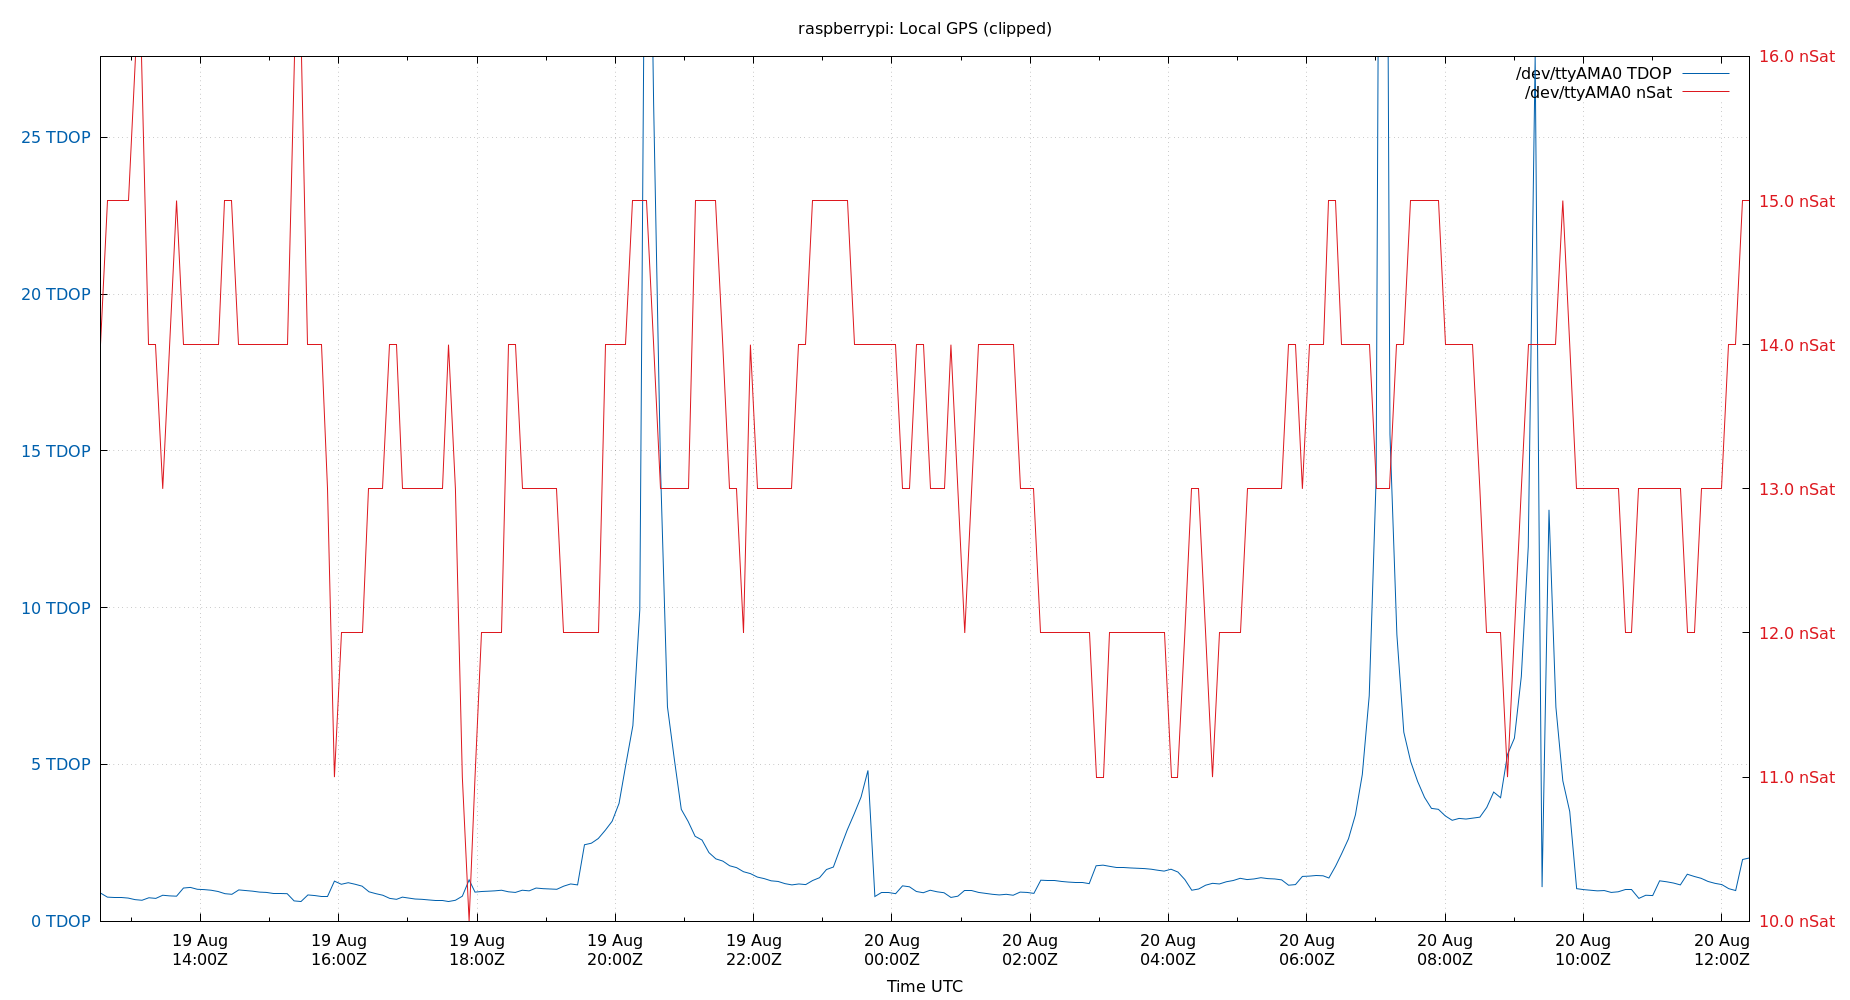 raspberrypi: Local GPS (clipped)
/dev/ttyAMA0 TDOP
/dev/ttyAMA0 nSat
25 TDOP
20 TDOP
15 TDOP
10 TDOP
5 TDOP
0 TDOP
16.0 nSat
15.0 nSat
14.0 nSat
13.0 nSat
12.0 nSat
11.0 nSat
10.0 nSat
19 Aug
14:00Z
19 Aug
16:00Z
19 Aug
18:00Z
19 Aug
20:00Z
19 Aug
22:00Z
20 Aug
00:00Z
20 Aug
02:00Z
20 Aug
04:00Z
20 Aug
06:00Z
20 Aug
08:00Z
20 Aug
10:00Z
20 Aug
12:00Z
Time UTC